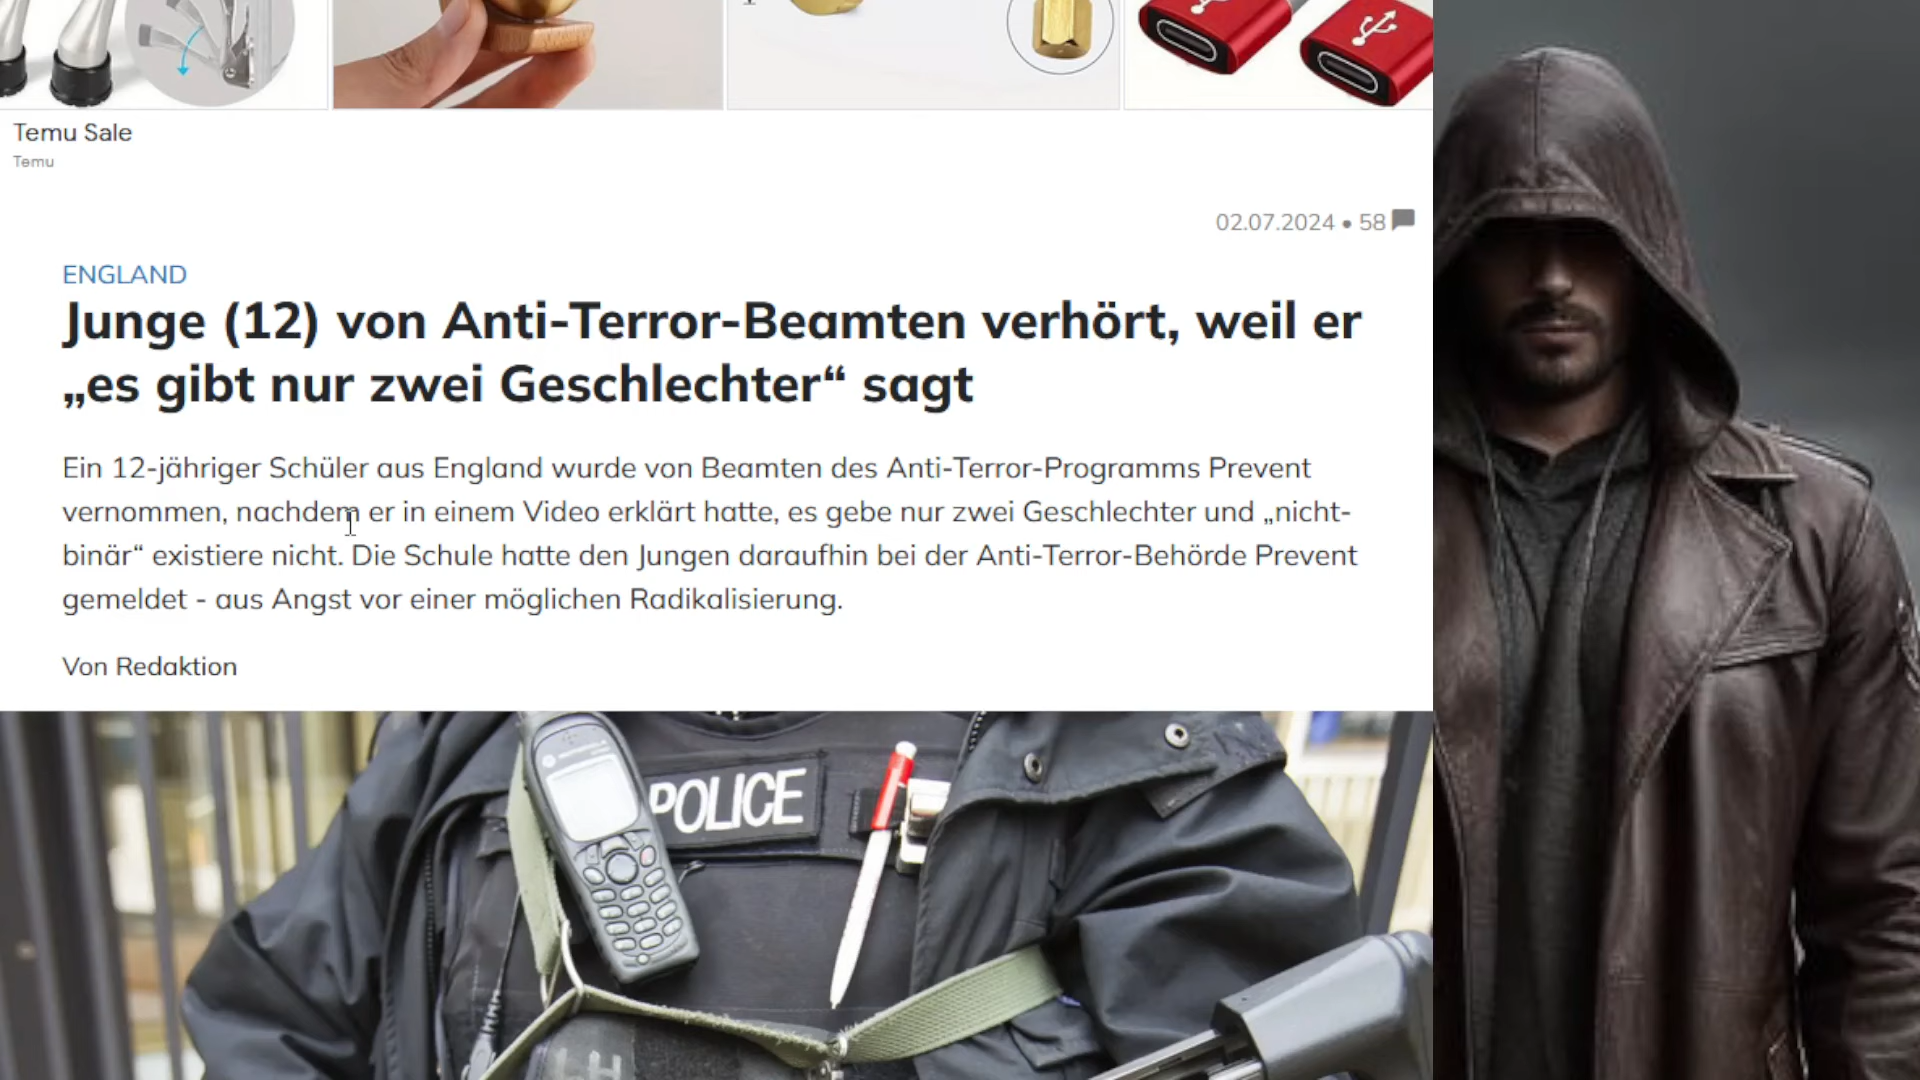 Temu Sale
Temu
02.07.2024 • 58
ENGLAND
Junge (12) von Anti-Terror-Beamten verhört, weil er
„es gibt nur zwei Geschlechter“ sagt
Ein 12-jähriger Schüler aus England wurde von Beamten des Anti-Terror-Programms Prevent
vernommen, nachdem er in einem Video erklärt hatte, es gebe nur zwei Geschlechter und „nicht-
binär“ existiere nicht. Die Schule hatte den Jungen daraufhin bei der Anti-Terror-Behörde Prevent
gemeldet - aus Angst vor einer möglichen Radikalisierung.
Von Redaktion
POLICE